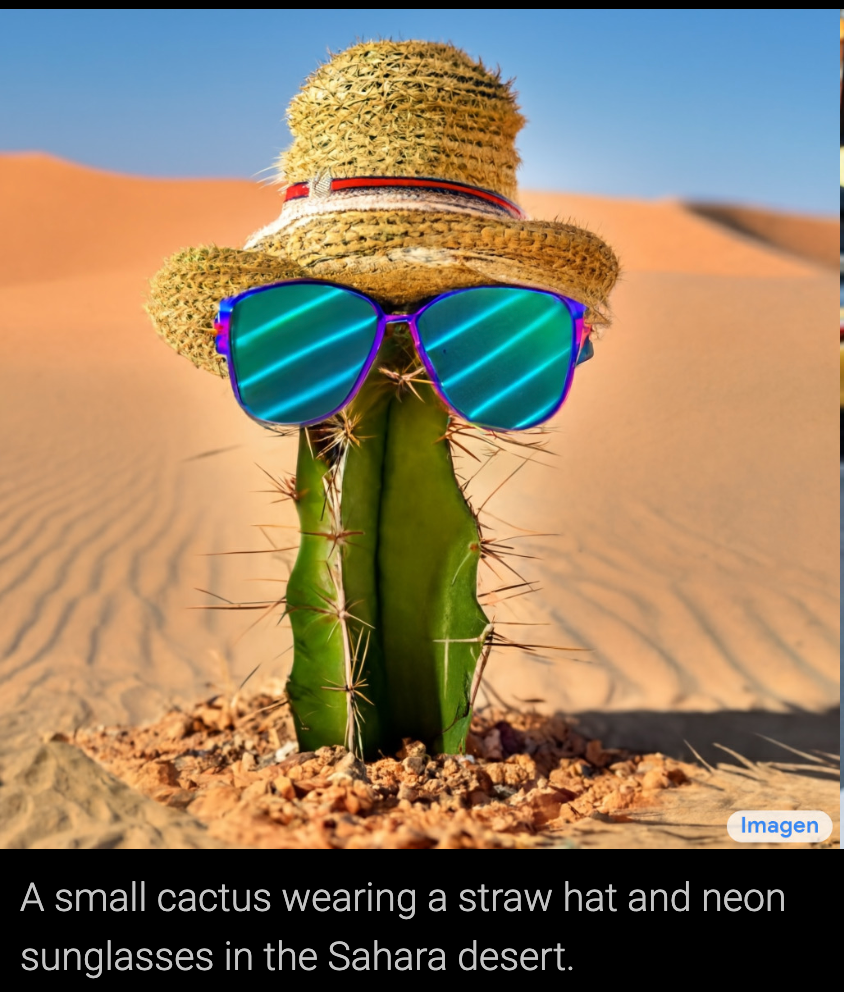 Imagen
A small cactus wearing a straw hat and neon
sunglasses in the Sahara desert.